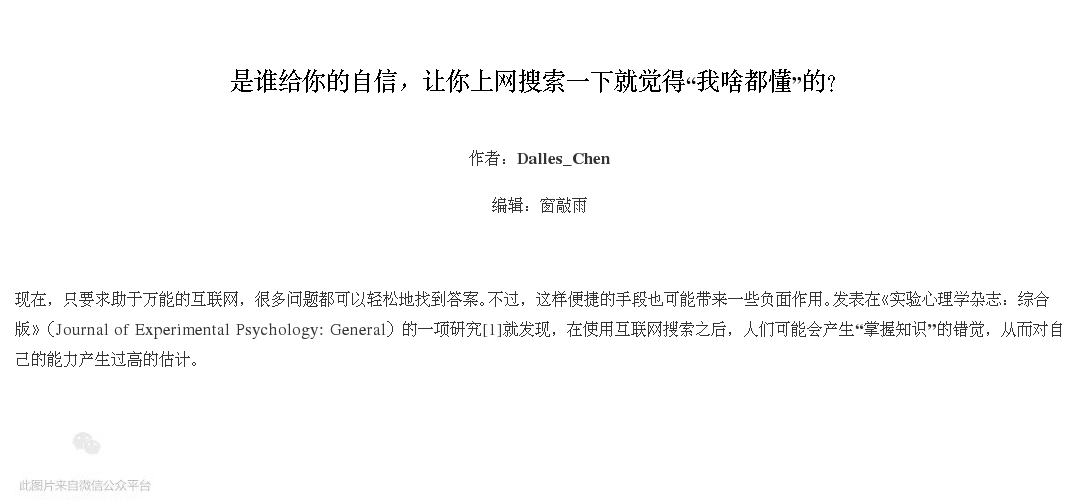 是谁给你的自信，让你上网搜索一下就觉得“我啥都懂”的?
作者：Dalles_Chen
编辑：窗敲雨
现在，只要求助于万能的互联网，很多问题都可以轻松地找到答案。不过，这样便捷的手段也可能带来一些负面作用。发表在《实验心理学杂志：综合
版》（Journal of Experimental Psychology: General）的一项研究[1]就发现，在使用互联网搜索之后，人们可能会产生“掌握知识”的错觉，从而对自
己的能力产生过高的估计。
此图片来自微信公众平台